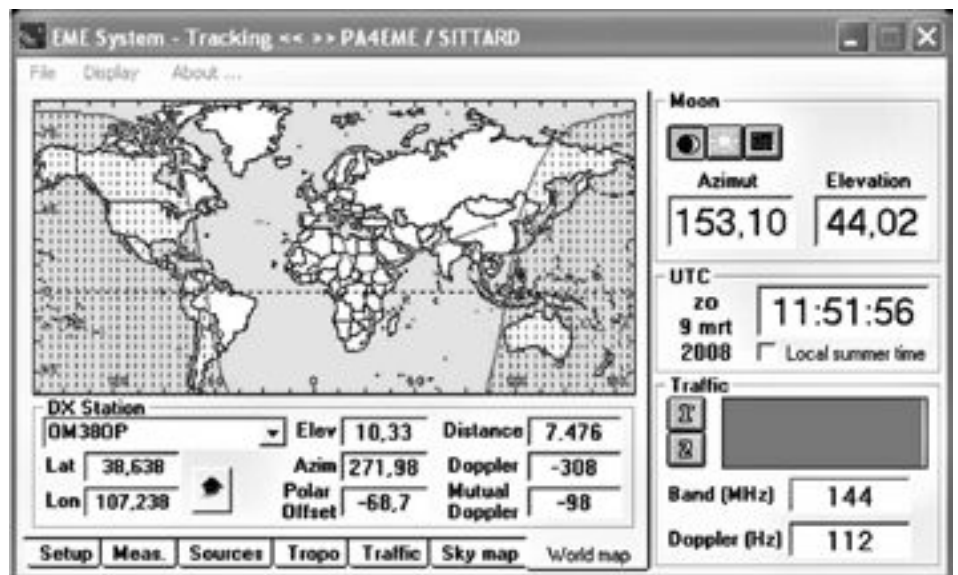 EME System - Tracking << >> PA4EME / SITTARD
File Display About ...
Moon
Azimut Elevation
153,10 44,02
UTC
zo
9 mrt
2008
11:51:56
Local summer time
Traffic
1
2
Band (MHz) 144
Doppler (Hz) 112
DX Station
OM38OP
Elev 10,33 Distance 7.476
Lat 38,638 Azim 271,98 Doppler -308
Lon 107,238 Polar Offset -68,7 Mutual Doppler -98
Setup Meas. Sources Tropo Traffic Sky map World map